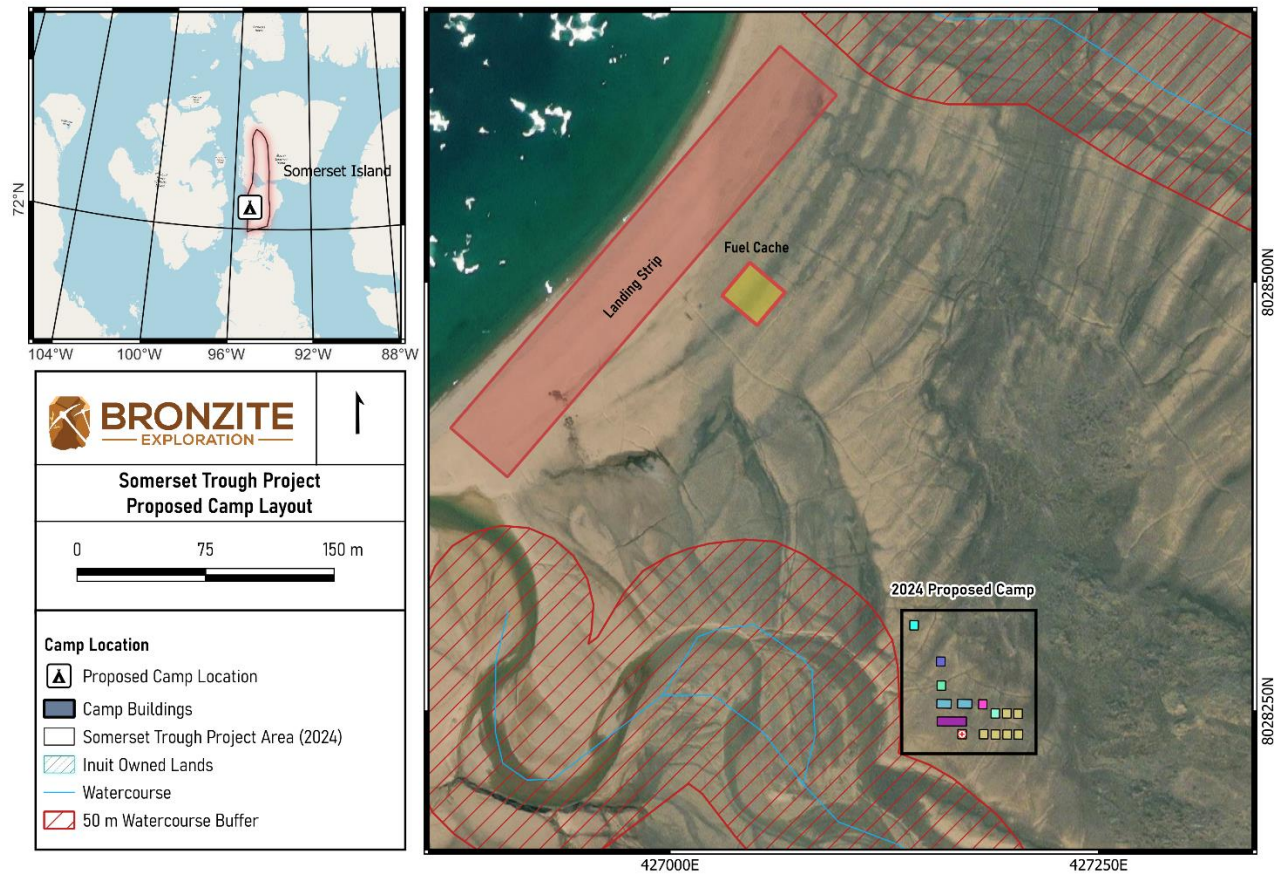 Somerset Island
72°N
104°W
100°W
96°W
92°W
88°W
BRONZITE
EXPLORATION
Somerset Trough Project
Proposed Camp Layout
0
75
150 m
Camp Location
Proposed Camp Location
Camp Buildings
Somerset Trough Project Area (2024)
Inuit Owned Lands
Watercourse
50 m Watercourse Buffer
Landing Strip
Fuel Cache
2024 Proposed Camp
8028500N
8028250N
427000E
427250E